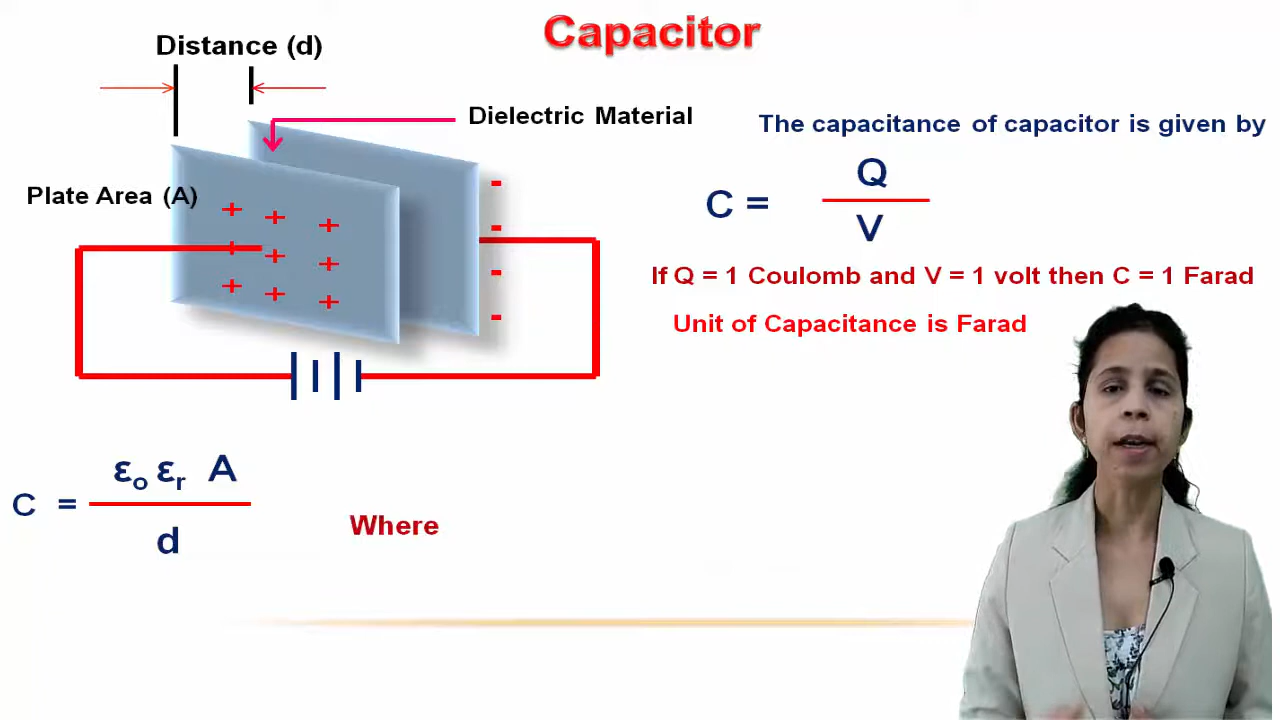 Capacitor
Distance (d)
Dielectric Material
Plate Area (A)
+ + +
+ + +
+ + +
-
-
-
-
The capacitance of capacitor is given by
C = Q
V
If Q = 1 Coulomb and V = 1 volt then C = 1 Farad
Unit of Capacitance is Farad
C = εo εr A
d
Where